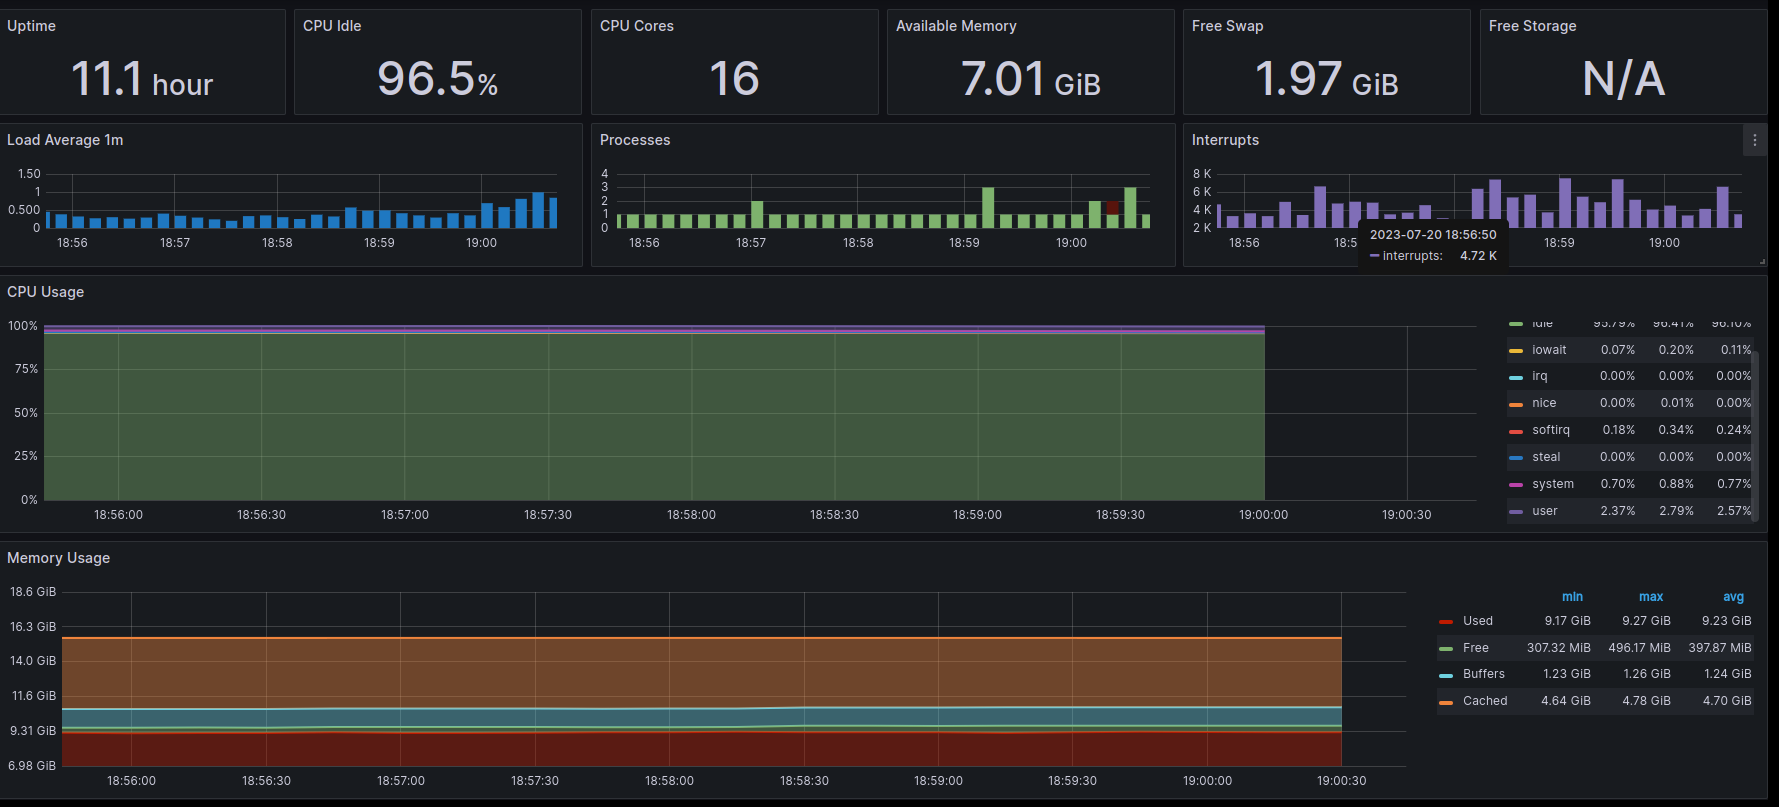 Uptime
11.1 hour
CPU Idle
96.5%
CPU Cores
16
Available Memory
7.01 GiB
Free Swap
1.97 GiB
Free Storage
N/A
Load Average 1m
1.50
1
0.500
0
18:56 18:57 18:58 18:59 19:00
Processes
4
3
2
1
0
18:56 18:57 18:58 18:59 19:00
Interrupts
8 K
6 K
4 K
2 K
18:56 18:5 18:59 19:00
2023-07-20 18:56:50
interrupts: 4.72 K
CPU Usage
100%
75%
50%
25%
0%
18:56:00 18:56:30 18:57:00 18:57:30 18:58:00 18:58:30 18:59:00 18:59:30 19:00:00 19:00:30
idle 95.79% 96.41% 96.10%
iowait 0.07% 0.20% 0.11%
irq 0.00% 0.00% 0.00%
nice 0.00% 0.01% 0.00%
softirq 0.18% 0.34% 0.24%
steal 0.00% 0.00% 0.00%
system 0.70% 0.88% 0.77%
user 2.37% 2.79% 2.57%
Memory Usage
18.6 GiB
16.3 GiB
14.0 GiB
11.6 GiB
9.31 GiB
6.98 GiB
18:56:00 18:56:30 18:57:00 18:57:30 18:58:00 18:58:30 18:59:00 18:59:30 19:00:00 19:00:30
min max avg
Used 9.17 GiB 9.27 GiB 9.23 GiB
Free 307.32 MiB 496.17 MiB 397.87 MiB
Buffers 1.23 GiB 1.26 GiB 1.24 GiB
Cached 4.64 GiB 4.78 GiB 4.70 GiB